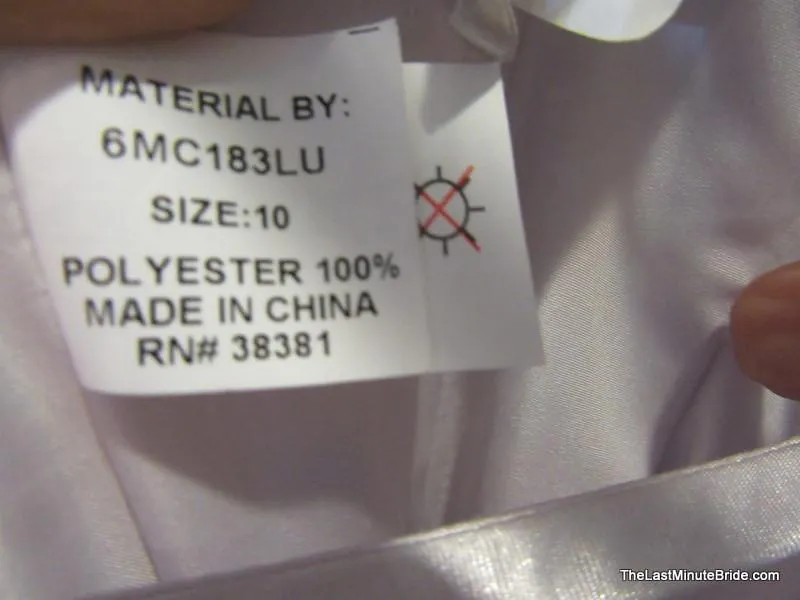 MATERIAL BY:
6MC183LU
SIZE:10
POLYESTER 100%
MADE IN CHINA
RN# 38381
TheLastMinuteBride.com